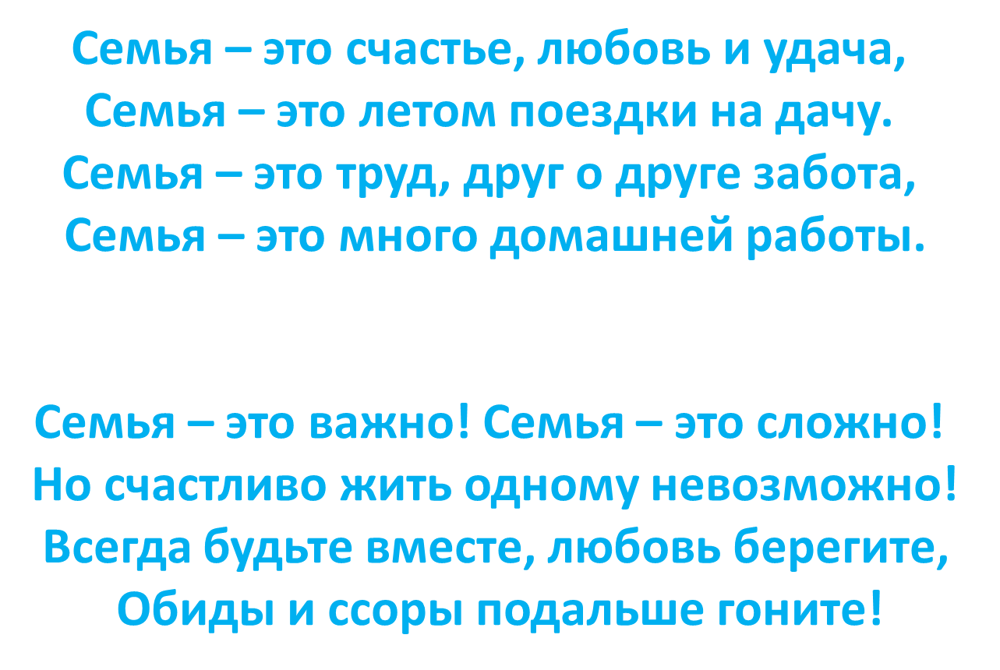 Семья – это счастье, любовь и удача,
Семья – это летом поездки на дачу.
Семья – это труд, друг о друге забота,
Семья – это много домашней работы.
Семья – это важно! Семья – это сложно!
Но счастливо жить одному невозможно!
Всегда будьте вместе, любовь берегите,
Обиды и ссоры подальше гоните!